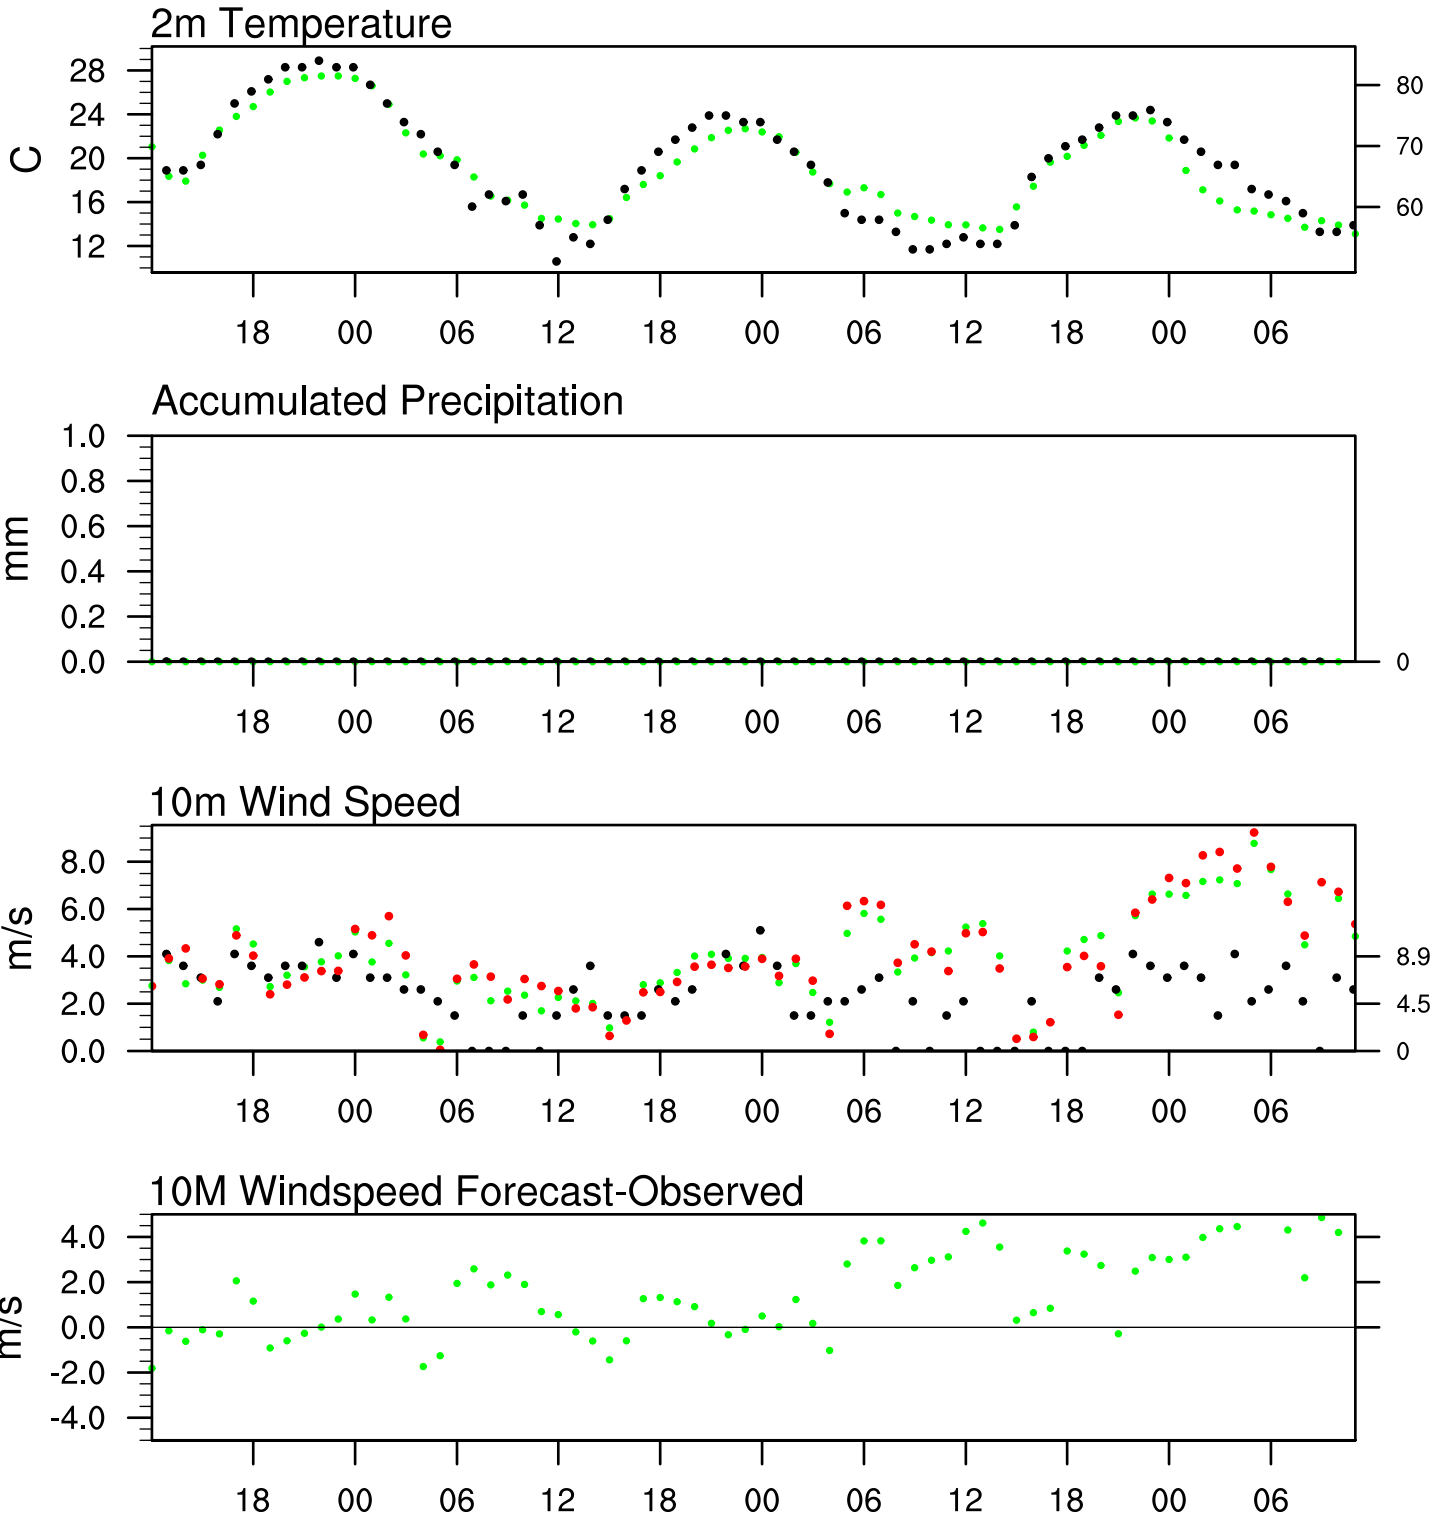 2m Temperature
28
24
20
16
12
C
80
70
60
18 00 06 12 18 00 06 12 18 00 06
Accumulated Precipitation
1.0
0.8
0.6
0.4
0.2
0.0
mm
0
18 00 06 12 18 00 06 12 18 00 06
10m Wind Speed
8.0
6.0
4.0
2.0
0.0
m/s
8.9
4.5
0
18 00 06 12 18 00 06 12 18 00 06
10M Windspeed Forecast-Observed
4.0
2.0
0.0
-2.0
-4.0
m/s
18 00 06 12 18 00 06 12 18 00 06